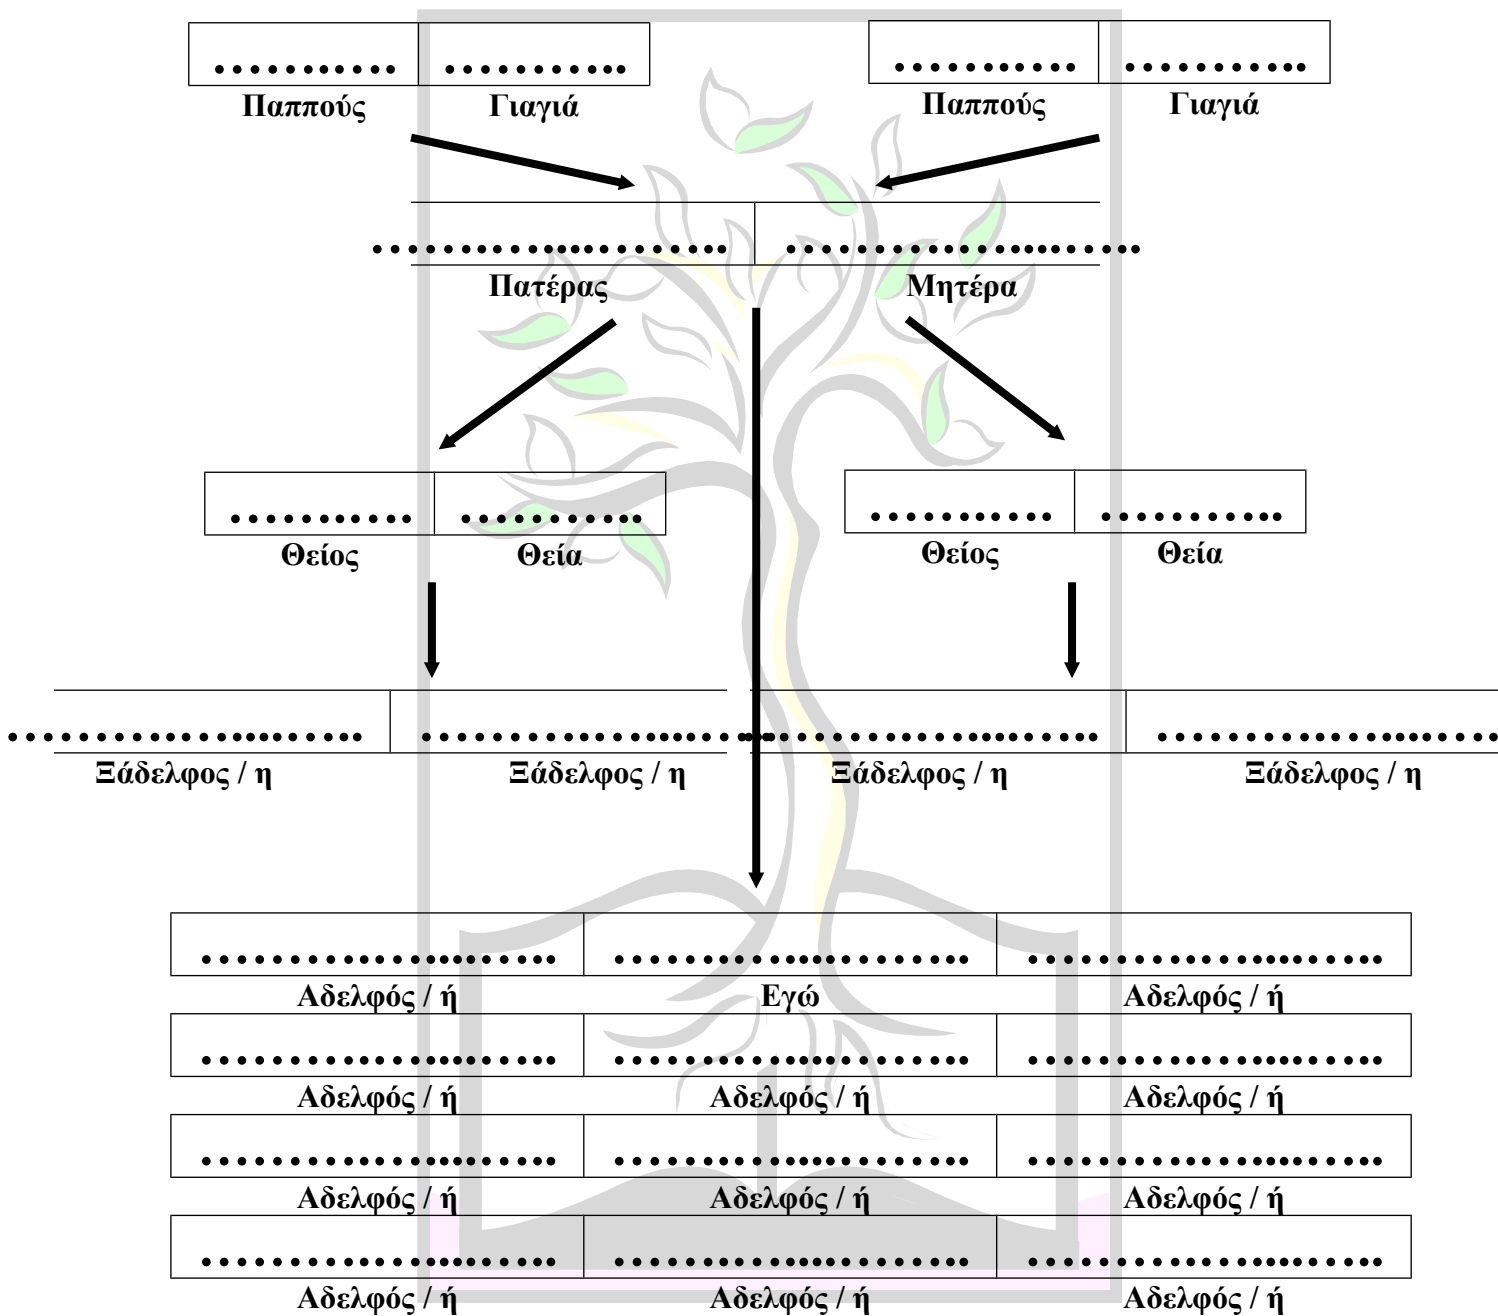 Παππούς Γιαγιά Παππούς Γιαγιά
Πατέρας Μητέρα
Θείος Θεία Θείος Θεία
Ξάδελφος / η Ξάδελφος / η Ξάδελφος / η Ξάδελφος / η
Αδελφός / ή Εγώ Αδελφός / ή
Αδελφός / ή Αδελφός / ή Αδελφός / ή
Αδελφός / ή Αδελφός / ή Αδελφός / ή
Αδελφός / ή Αδελφός / ή Αδελφός / ή